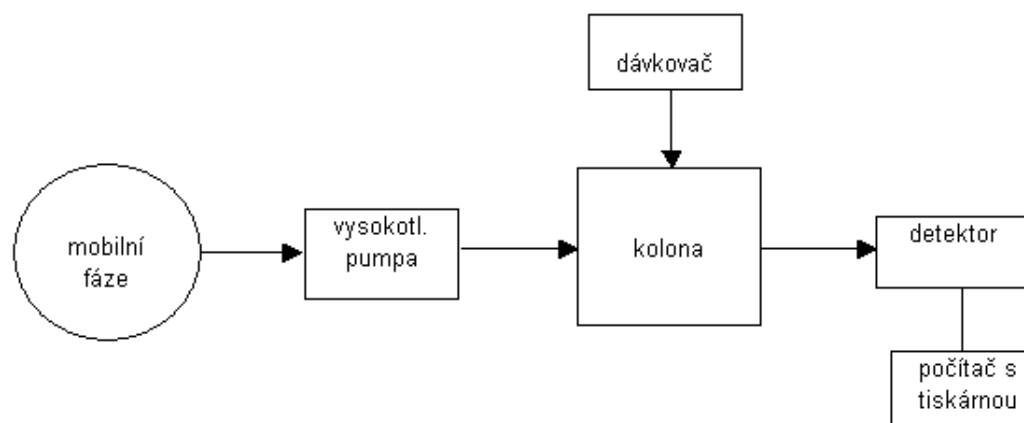 dávkovač
mobilní
fáze
vysokotl.
pumpa
kolona
detektor
počítač s
tiskárnou